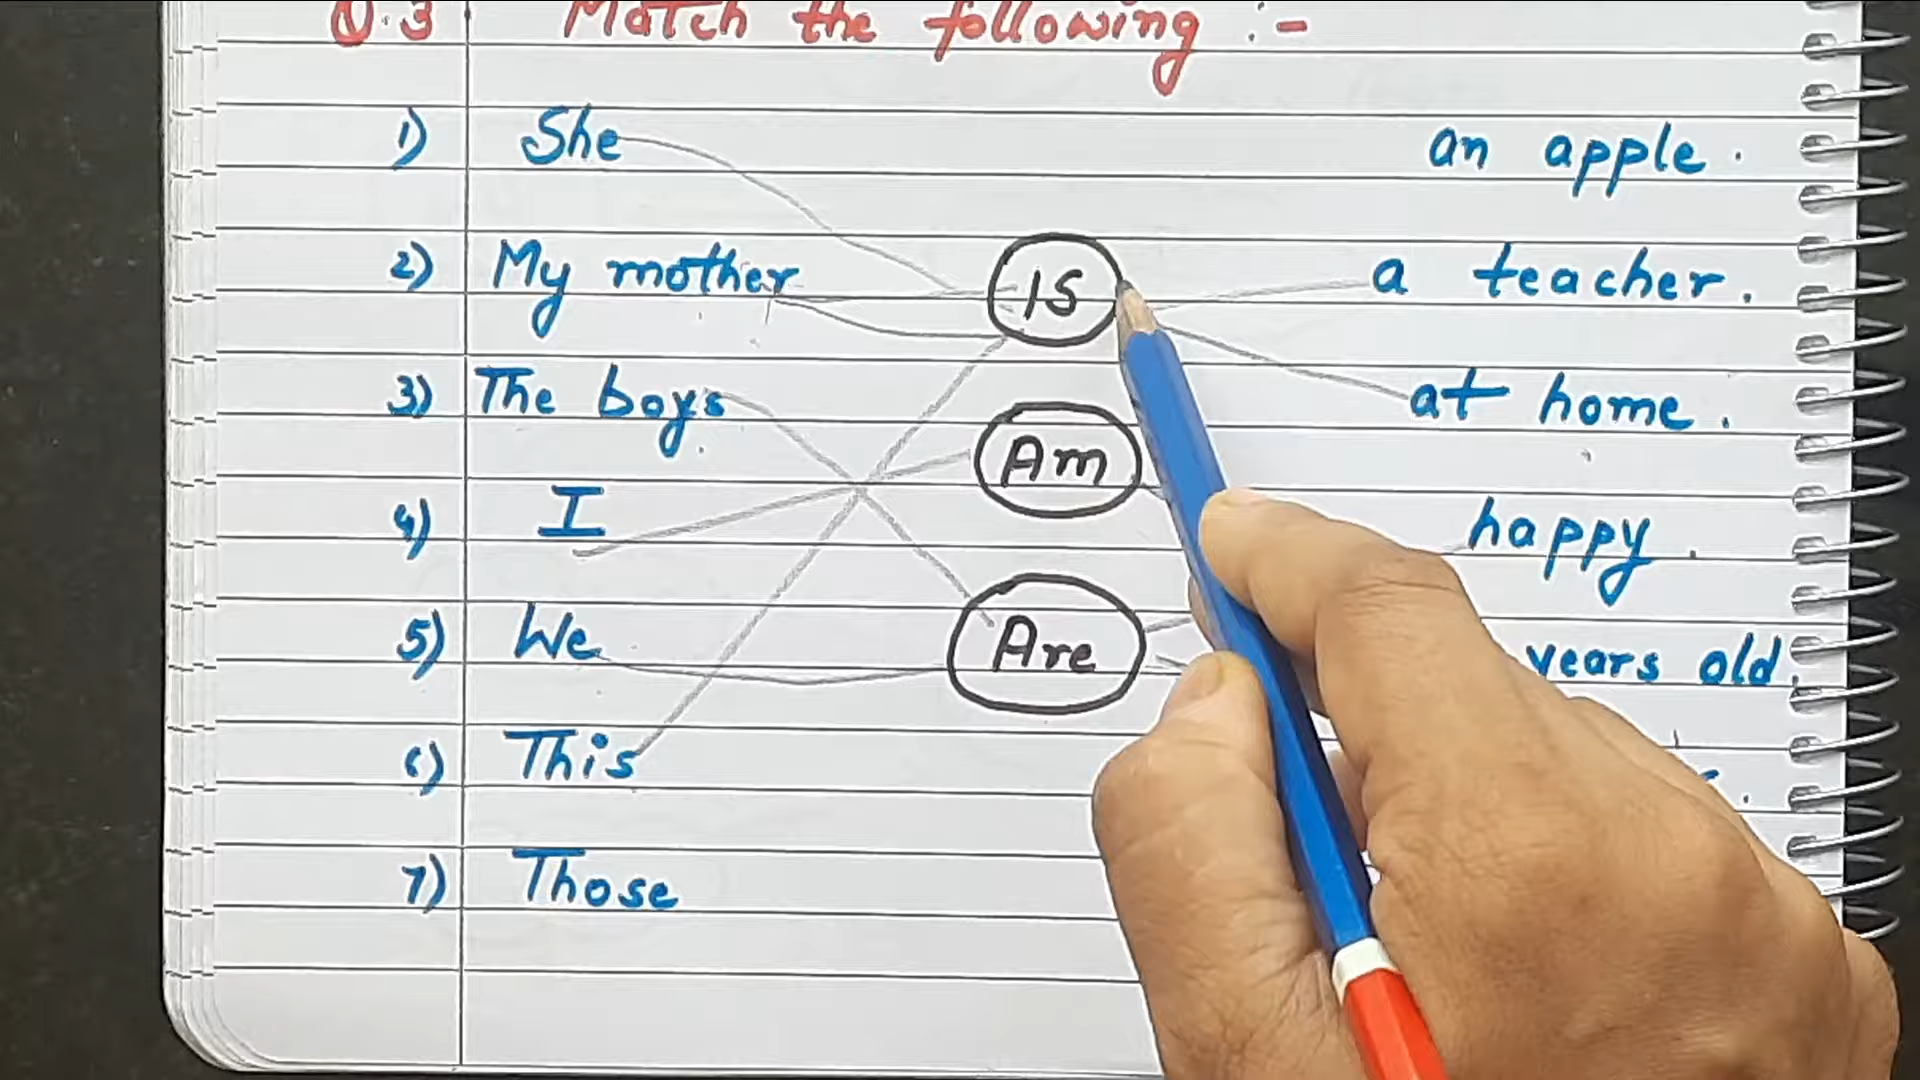 Q.3 Match the following :-
1) She an apple.
2) My mother IS a teacher.
3) The boys at home.
Am
4) I happy.
5) We Are years old.
6) This
7) Those